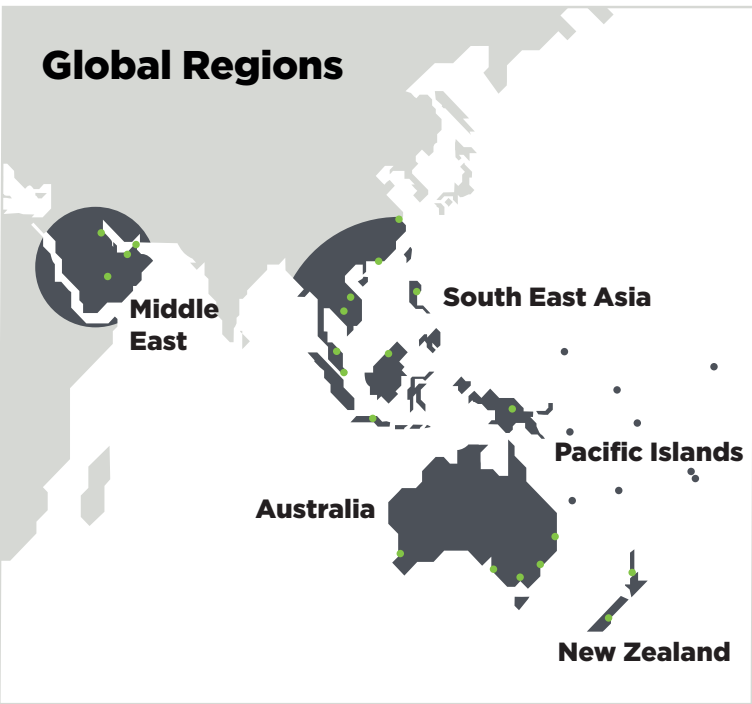 Global Regions
Middle
East
South East Asia
Pacific Islands
Australia
New Zealand